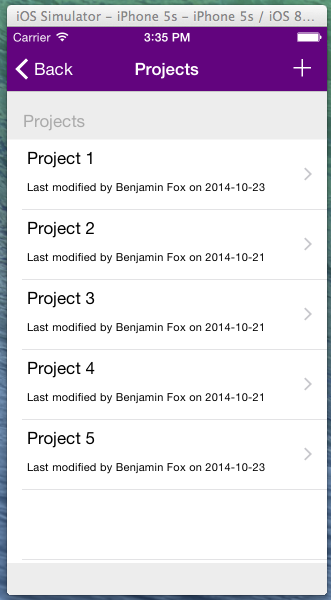 iOS Simulator – iPhone 5s – iPhone 5s / iOS 8...
Carrier 3:35 PM
Back Projects +
Projects
Project 1
Last modified by Benjamin Fox on 2014-10-23
Project 2
Last modified by Benjamin Fox on 2014-10-21
Project 3
Last modified by Benjamin Fox on 2014-10-21
Project 4
Last modified by Benjamin Fox on 2014-10-21
Project 5
Last modified by Benjamin Fox on 2014-10-23